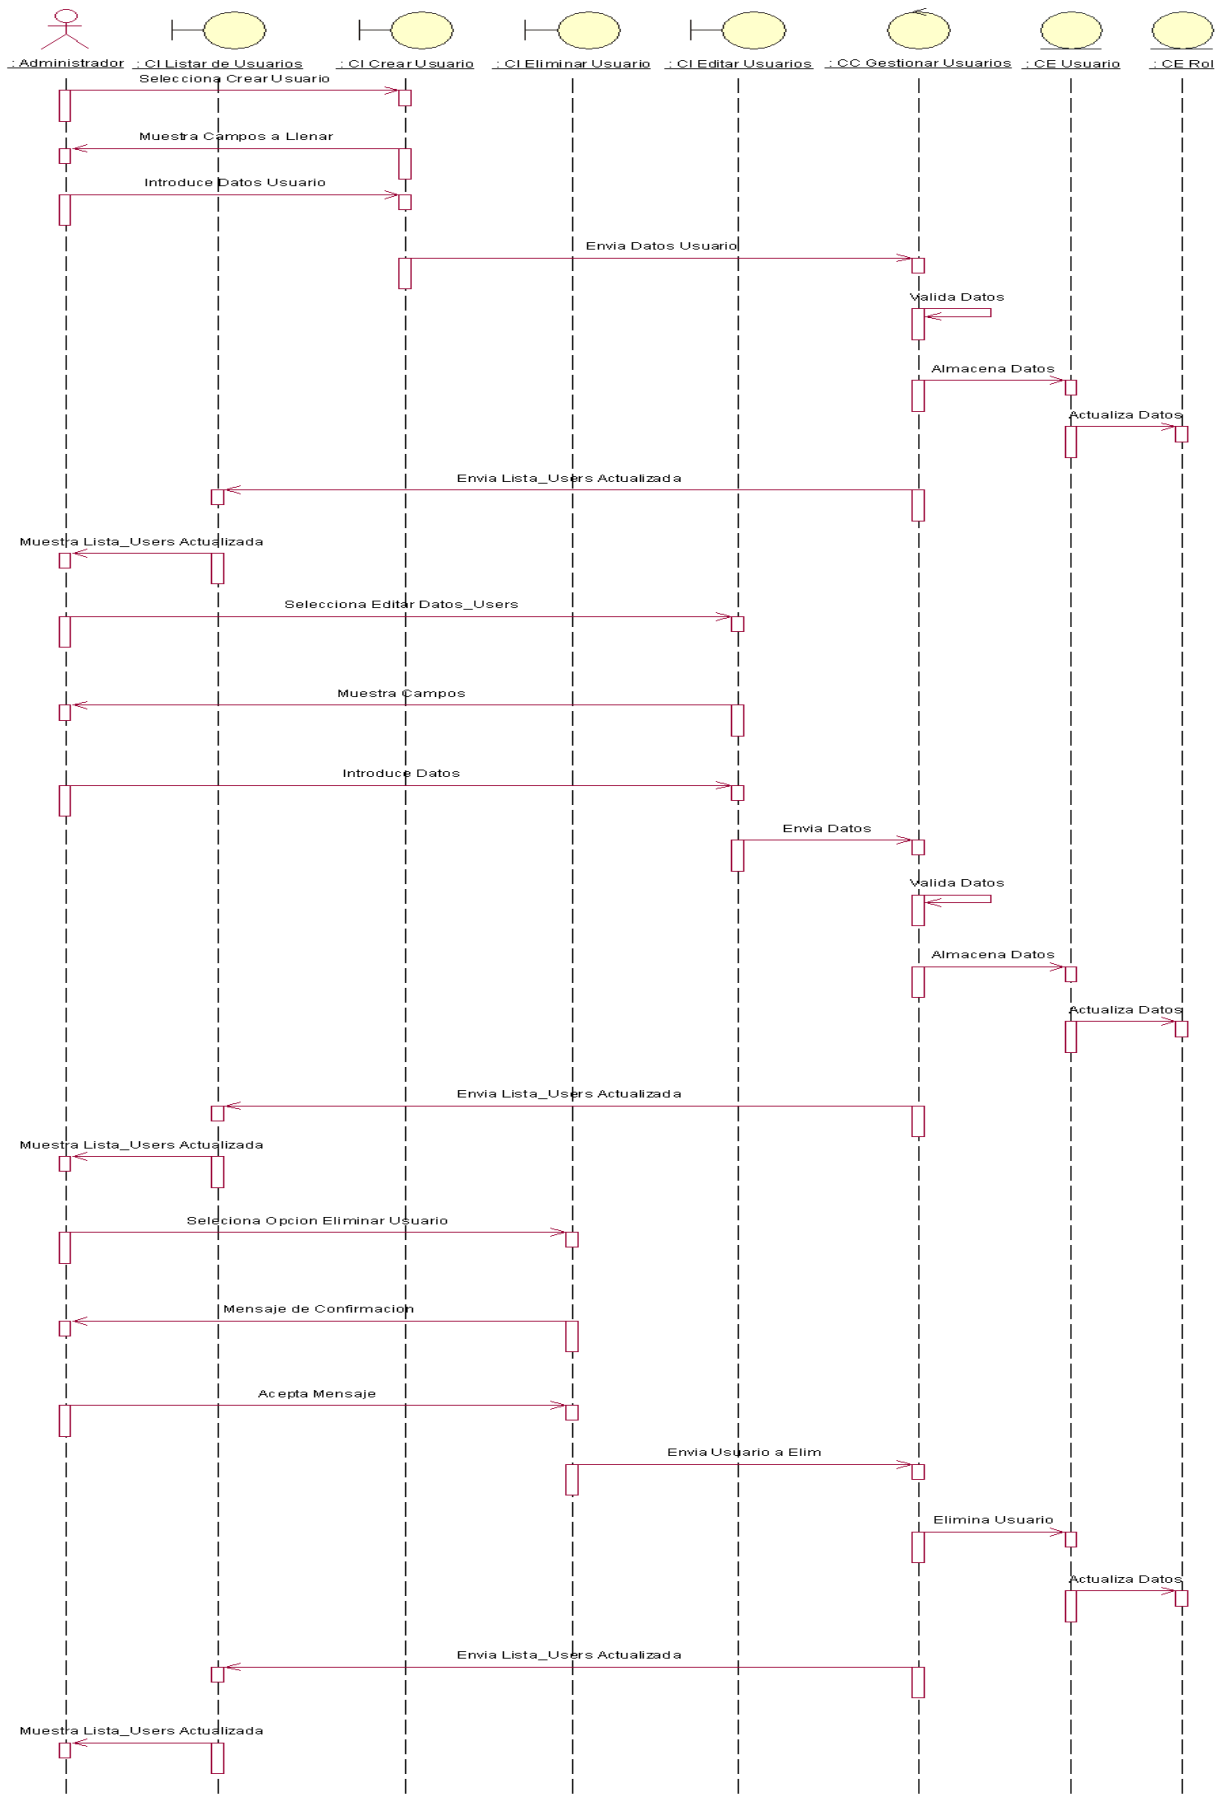 : Administrador
: CI Listar de Usuarios
: CI Crear Usuario
: CI Eliminar Usuario
: CI Editar Usuarios
: CC Gestionar Usuarios
: CE Usuario
: CE Rol
Selecciona Crear Usuario
Muestra Campos a Llenar
Introduce Datos Usuario
Envia Datos Usuario
Valida Datos
Almacena Datos
Actualiza Datos
Envia Lista_Users Actualizada
Muestra Lista_Users Actualizada
Selecciona Editar Datos_Users
Muestra Campos
Introduce Datos
Envia Datos
Valida Datos
Almacena Datos
Actualiza Datos
Envia Lista_Users Actualizada
Muestra Lista_Users Actualizada
Seleciona Opcion Eliminar Usuario
Mensaje de Confirmacion
Acepta Mensaje
Envia Usuario a Elim
Elimina Usuario
Actualiza Datos
Envia Lista_Users Actualizada
Muestra Lista_Users Actualizada